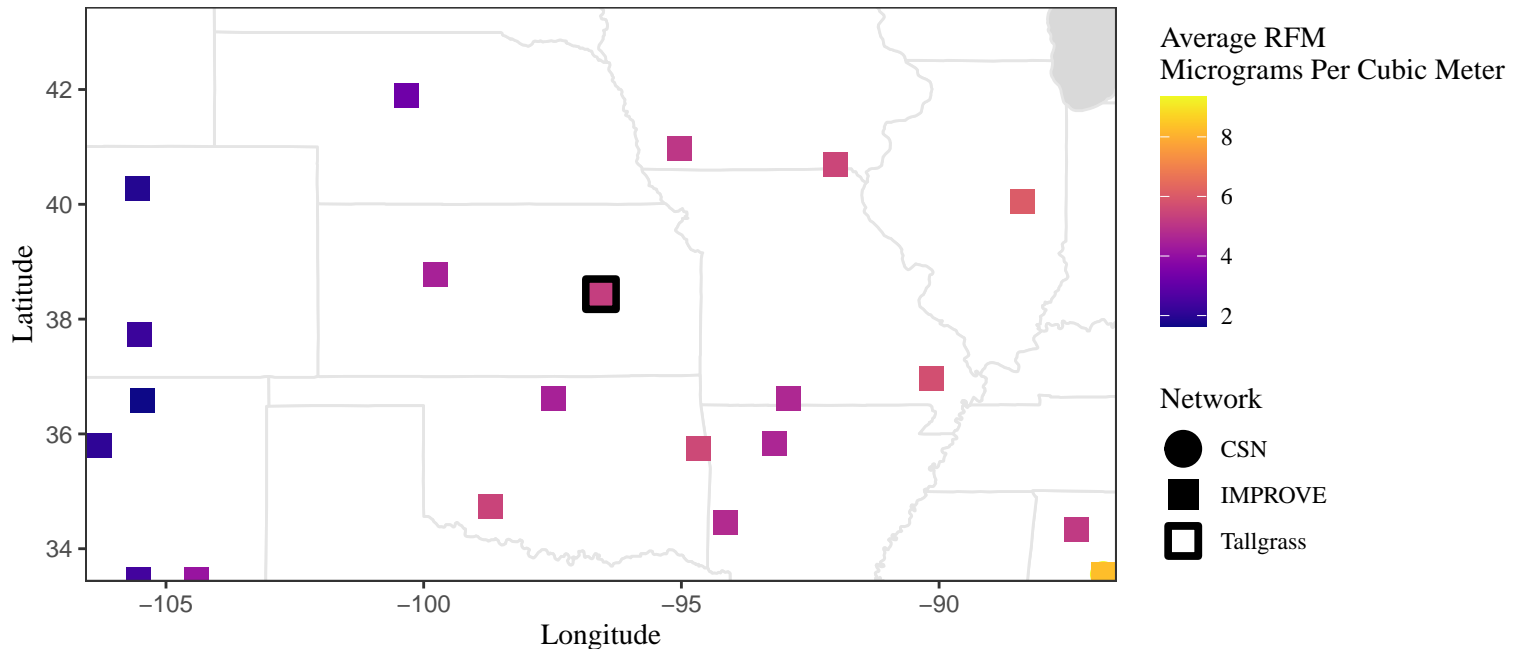 Average RFM
Micrograms Per Cubic Meter
8
6
4
2
Network
CSN
IMPROVE
Tallgrass
Latitude
42
40
38
36
34
−105
−100
−95
−90
Longitude